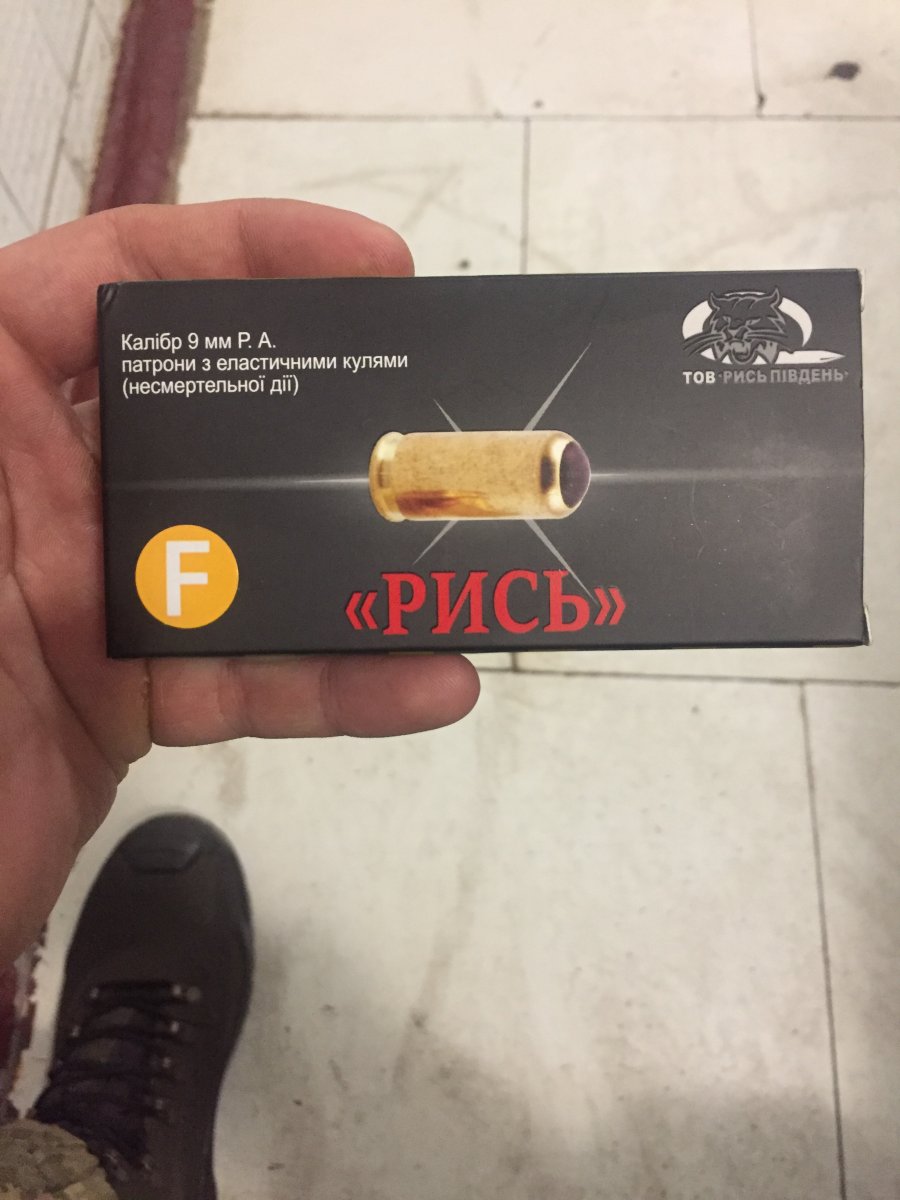 Калібр 9 мм Р. А.
патрони з еластичними кулями
(несмертельної дії)
ТОВ "РИСЬ ПІВДЕНЬ"
F
«РИСЬ»